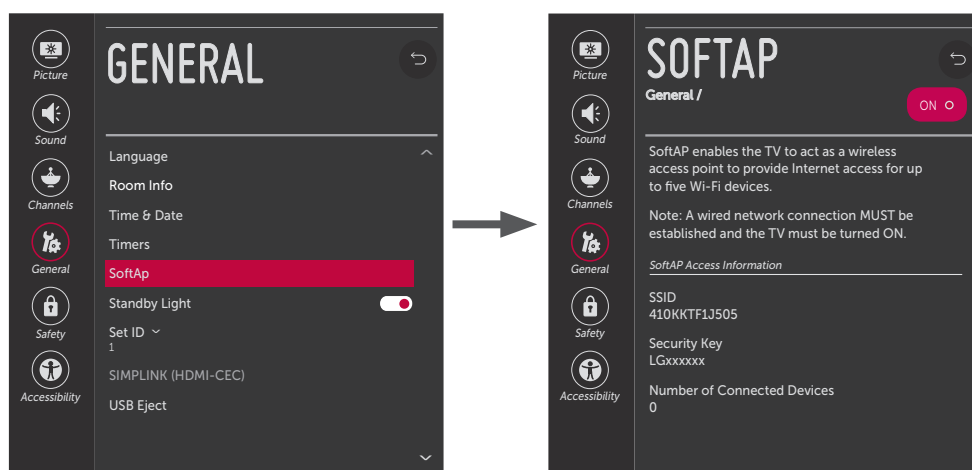 GENERAL
Picture
Sound
Channels
General
Safety
Accessibility
Language
Room Info
Time & Date
Timers
SoftAp
Standby Light
Set ID
1
SIMPLINK (HDMI-CEC)
USB Eject
SOFTAP
General /
ON
Picture
Sound
Channels
General
Safety
Accessibility
SoftAP enables the TV to act as a wireless
access point to provide Internet access for up
to five Wi-Fi devices.
Note: A wired network connection MUST be
established and the TV must be turned ON.
SoftAP Access Information
SSID
410KKTF1J505
Security Key
LGxxxxxx
Number of Connected Devices
0